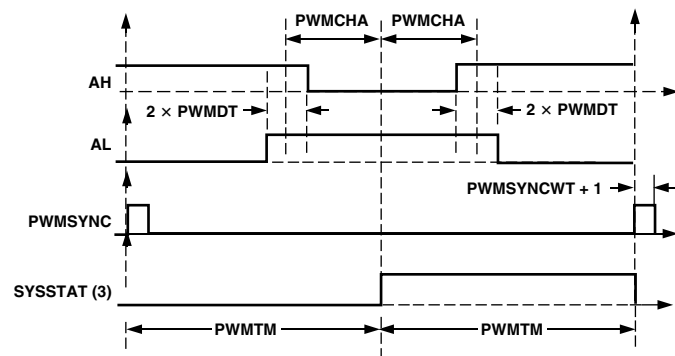 PWMCHA PWMCHA
AH
2 × PWMDT 2 × PWMDT
AL
PWMSYNCWT + 1
PWMSYNC
SYSSTAT (3)
PWMTM PWMTM